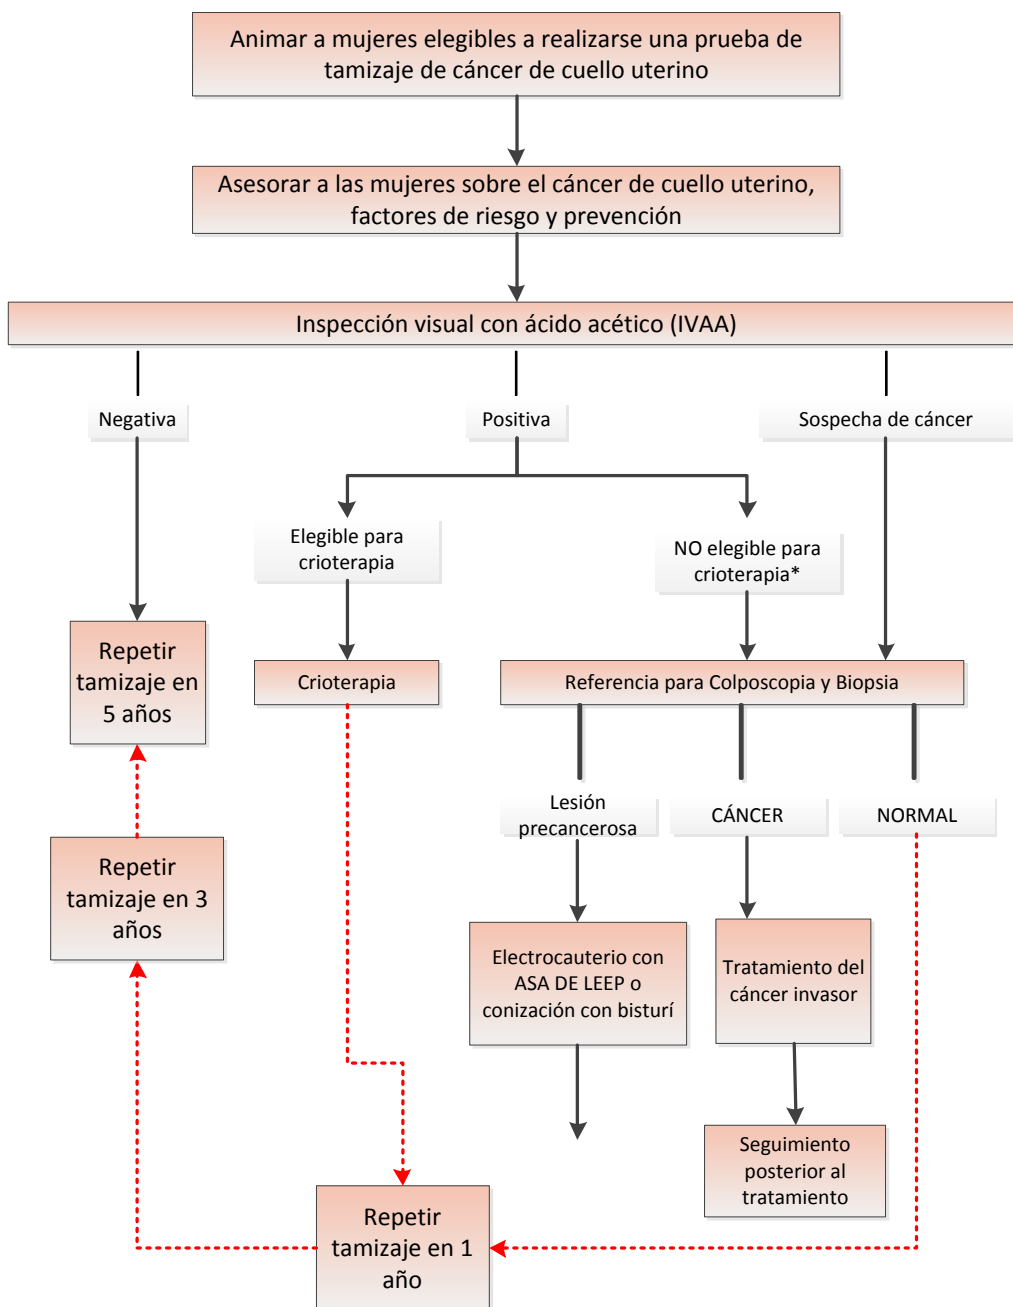 Animar a mujeres elegibles a realizarse una prueba de
tamizaje de cáncer de cuello uterino
Asesorar a las mujeres sobre el cáncer de cuello uterino,
factores de riesgo y prevención
Inspección visual con ácido acético (IVAA)
Negativa
Positiva
Sospecha de cáncer
Elegible para
crioterapia
NO elegible para
crioterapia*
Repetir
tamizaje en
5 años
Crioterapia
Referencia para Colposcopia y Biopsia
Lesión
precancerosa
CÁNCER
NORMAL
Repetir
tamizaje en 3
años
Electrocauterio con
ASA DE LEEP o
conización con bisturí
Tratamiento del
cáncer invasor
Seguimiento
posterior al
tratamiento
Repetir
tamizaje en 1
año